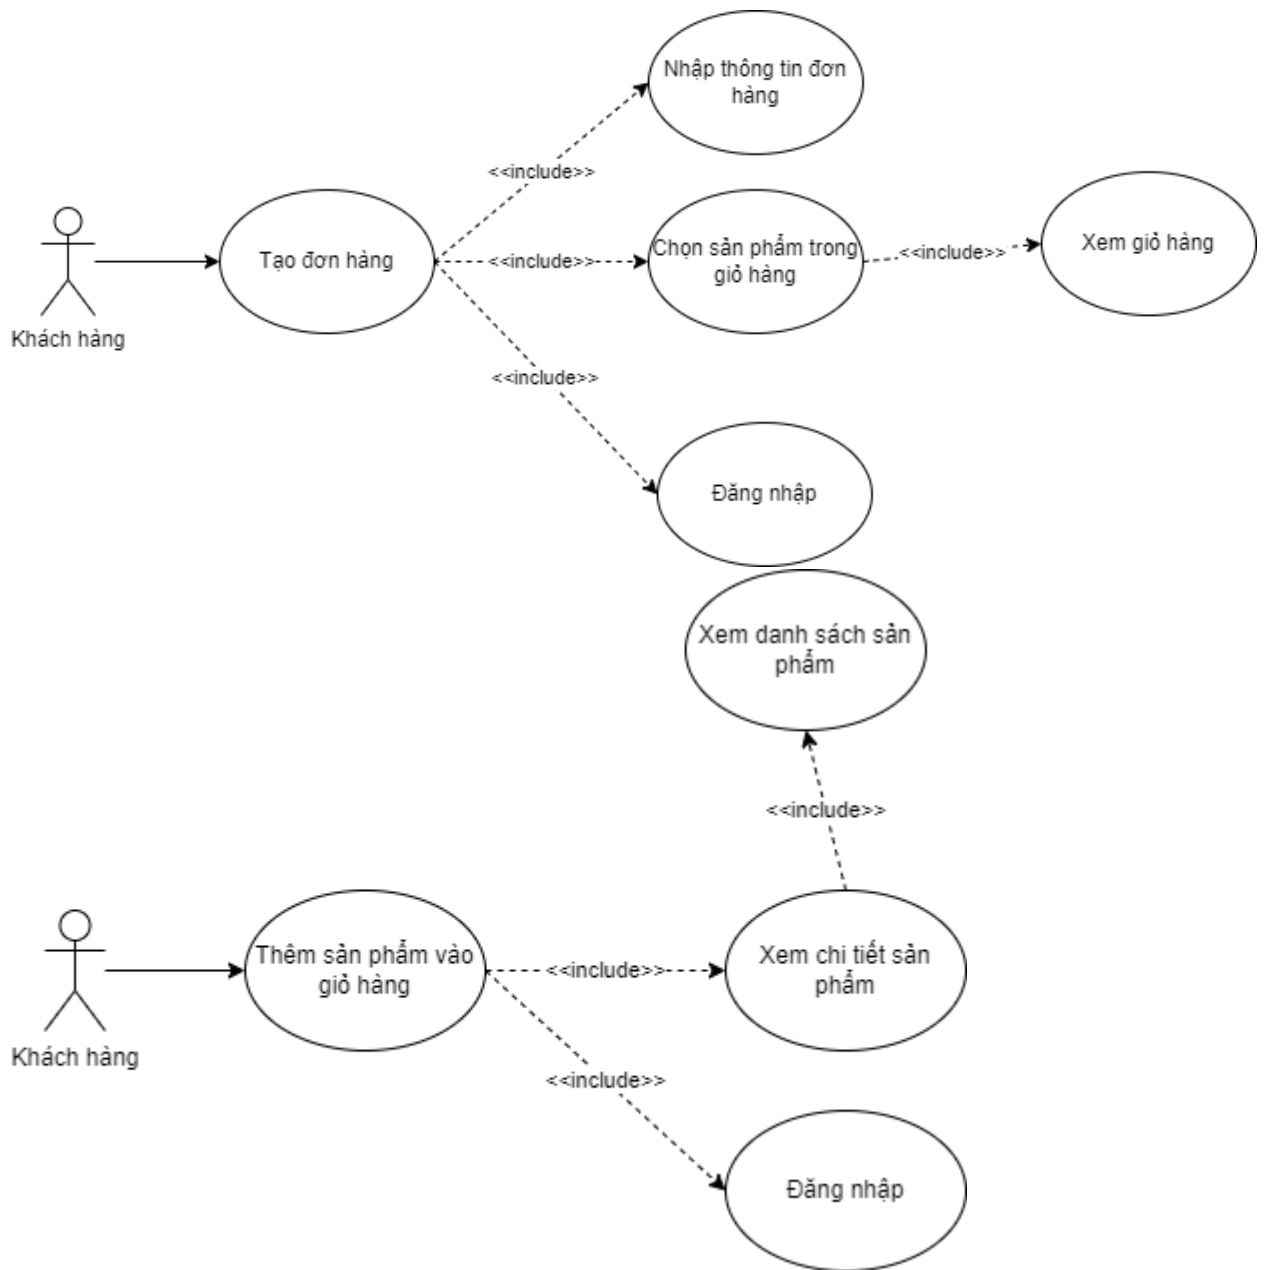 Nhập thông tin đơn
hàng
<<include>>
Khách hàng
Tạo đơn hàng
<<include>>
Chọn sản phẩm trong
giỏ hàng
<<include>>
Xem giỏ hàng
<<include>>
Đăng nhập
Xem danh sách sản
phẩm
<<include>>
Khách hàng
Thêm sản phẩm vào
giỏ hàng
<<include>>
Xem chi tiết sản
phẩm
<<include>>
Đăng nhập